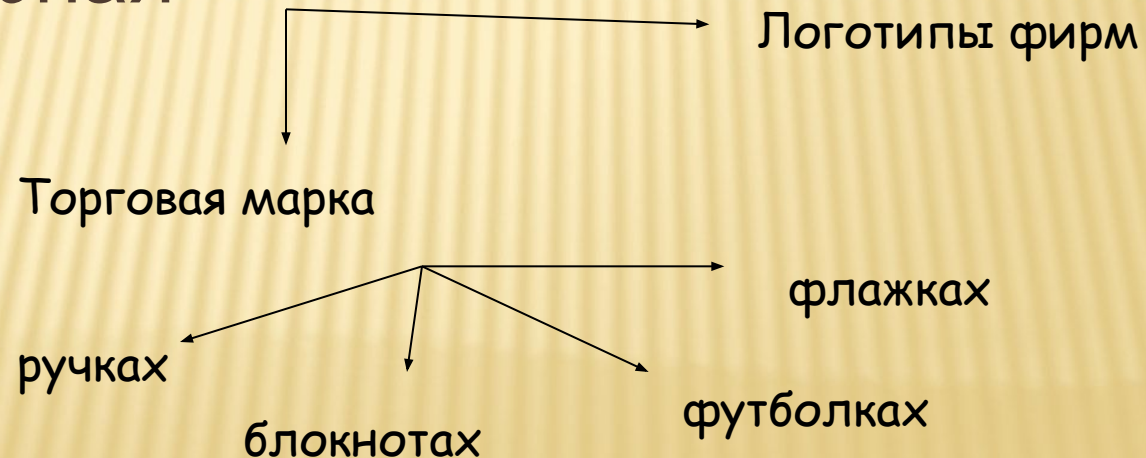 Логотипы фирм
Торговая марка
флажках
ручках
футболках
блокнотах